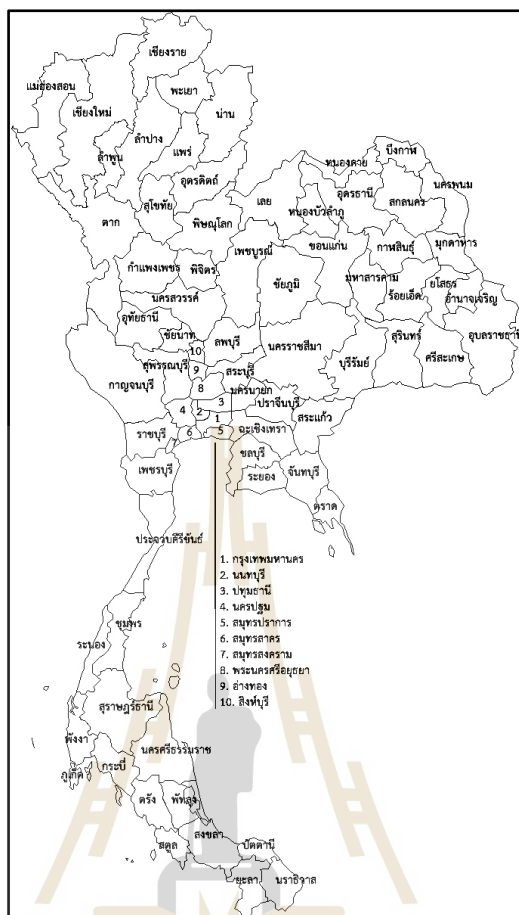 เชียงราย
แม่ฮ่องสอน
พะเยา
เชียงใหม่
น่าน
ลำปาง
แพร่
ลำพูน
อุตรดิตถ์
บึงกาฬ
หนองคาย
นครพนม
เลย
อุดรธานี
สกลนคร
หนองบัวลำภู
สุโขทัย
ตาก
พิษณุโลก
เพชบูรณ์
ขอนแก่น
กาฬสินธุ์
มุกดาหาร
กำแพงเพชร
พิจิตร
ชัยภูมิ
มหาสารคาม
ร้อยเอ็ด
ยโสธร
อำนาจเจริญ
นครสวรรค์
อุทัยธานี
ชัยนาท
ลพบุรี
นครราชสีมา
บุรีรัมย์
สุรินทร์
ศรีสะเกษ
อุบลราชธานี
10
9
สุพรรณบุรี
สระบุรี
กาญจนบุรี
8
นครนายก
3
ปราจีนบุรี
4
2
1
สระแก้ว
ราชบุรี
6
5
ฉะเชิงเทรา
ชลบุรี
เพชรบุรี
ระยอง
จันทบุรี
ตราด
ประจวบคีรีขันธ์
1. กรุงเทพมหานคร
2. นนทบุรี
3. ปทุมธานี
4. นครปฐม
5. สมุทรปราการ
6. สมุทรสาคร
7. สมุทรสงคราม
8. พระนครศรีอยุธยา
9. อ่างทอง
10. สิงห์บุรี
ชุมพร
ระนอง
สุราษฎร์ธานี
พังงา
นครศรีธรรมราช
ภูเก็ต
กระบี่
ตรัง
พัทลุง
สงขลา
สตูล
ปัตตานี
ยะลา
นราธิวาส